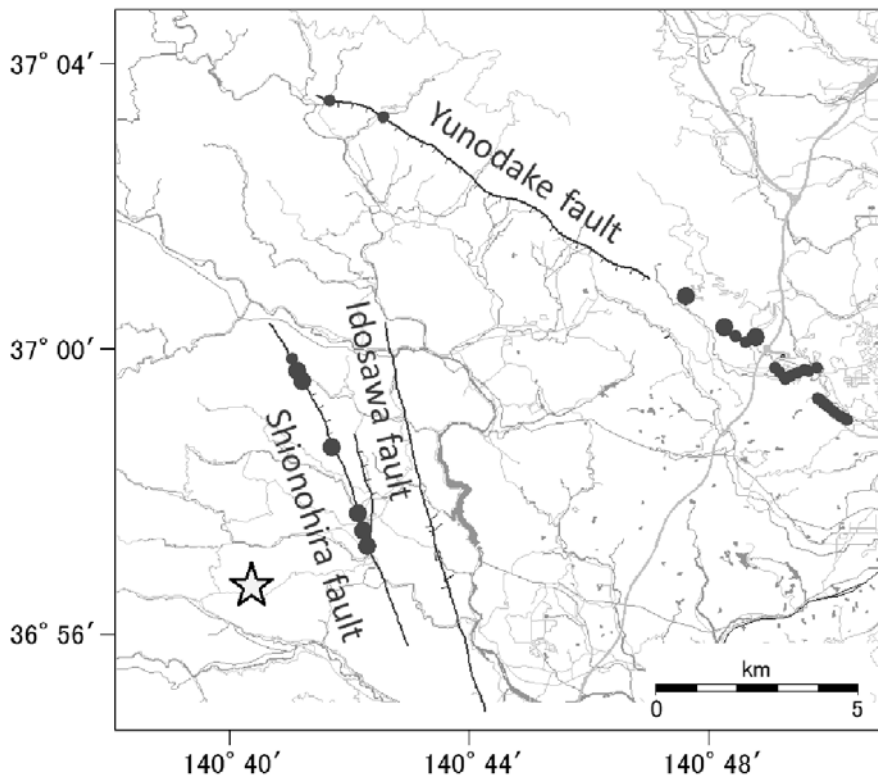 37° 04′
Yunodake fault
37° 00′
Idosawa fault
Shionohira fault
36° 56′
km
0 5
140° 40′ 140° 44′ 140° 48′